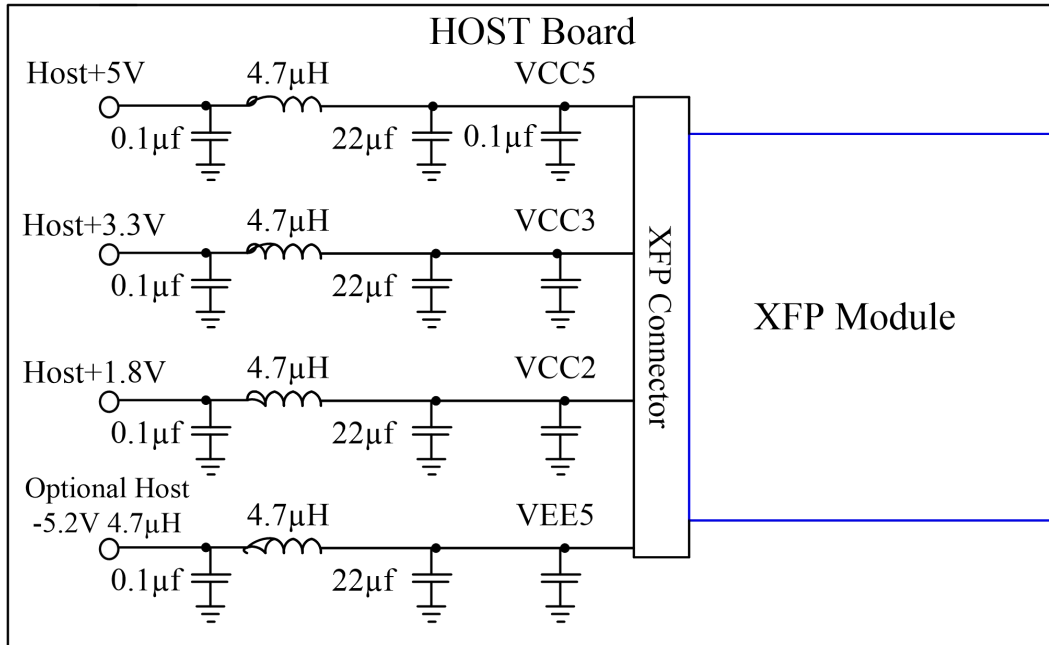 HOST Board
Host+5V
4.7µH
VCC5
0.1µf
22µf
0.1µf
Host+3.3V
4.7µH
VCC3
0.1µf
22µf
XFP Connector
XFP Module
Host+1.8V
4.7µH
VCC2
0.1µf
22µf
Optional Host
-5.2V 4.7µH
4.7µH
VEE5
0.1µf
22µf